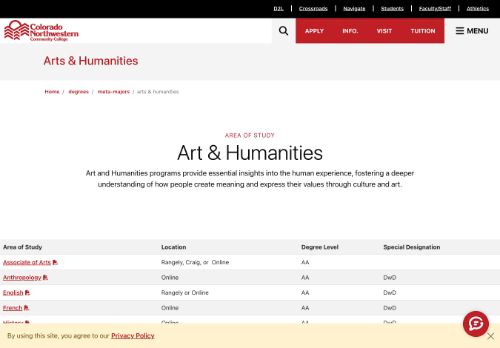 D2L | Crossroads | Navigate | Students | Faculty/Staff | Athletics
Colorado
Northwestern
Community College
APPLY INFO. VISIT TUITION MENU
Arts & Humanities
Home / degrees / meta-majors / arts & humanities
AREA OF STUDY
Art & Humanities
Art and Humanities programs provide essential insights into the human experience, fostering a deeper
understanding of how people create meaning and express their values through culture and art.
Area of Study Location Degree Level Special Designation
Associate of Arts Rangely, Craig, or Online AA
Anthropology Online AA DwD
English Rangely or Online AA DwD
French Online AA DwD
History Online AA DwD
By using this site, you agree to our Privacy Policy